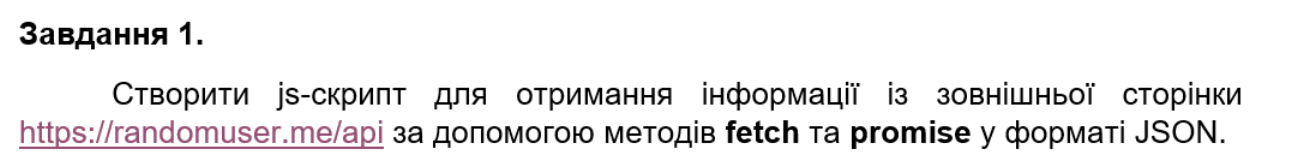 Завдання 1.
Створити js-скрипт для отримання інформації із зовнішньої сторінки
https://randomuser.me/api за допомогою методів fetch та promise у форматі JSON.